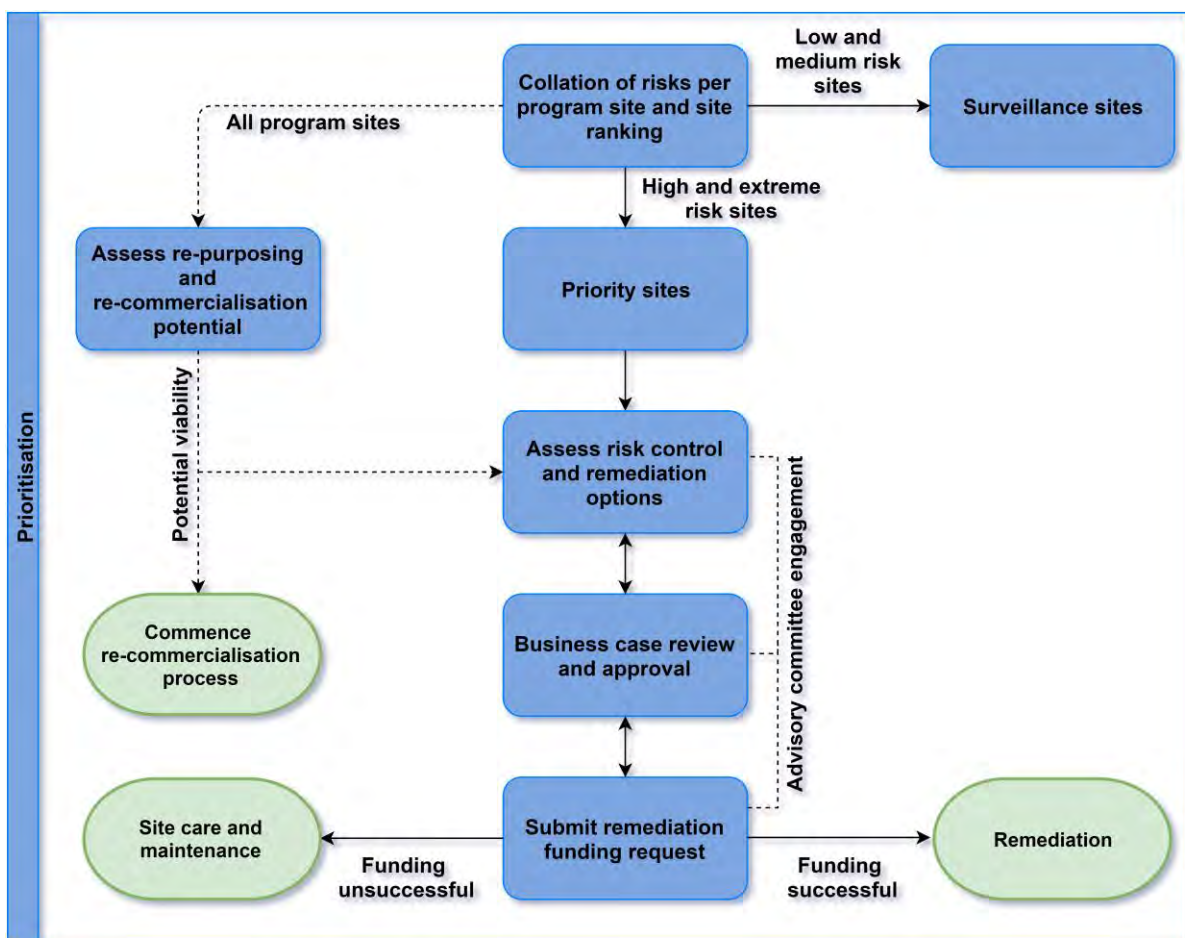 Prioritisation
Collation of risks per
program site and site
ranking
Low and
medium risk
sites
Surveillance sites
All program sites
High and extreme
risk sites
Assess re-purposing
and
re-commercialisation
potential
Priority sites
Potential viability
Assess risk control
and remediation
options
Advisory committee engagement
Commence
re-commercialisation
process
Business case review
and approval
Site care and
maintenance
Funding
unsuccessful
Submit remediation
funding request
Funding
successful
Remediation